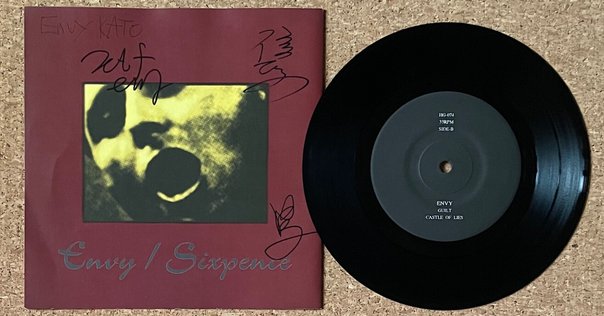 ENVY KATO
Envy / Sixpence
HG-074
33RPM
SIDE-B
ENVY
GUILT
CASTLE OF LIES